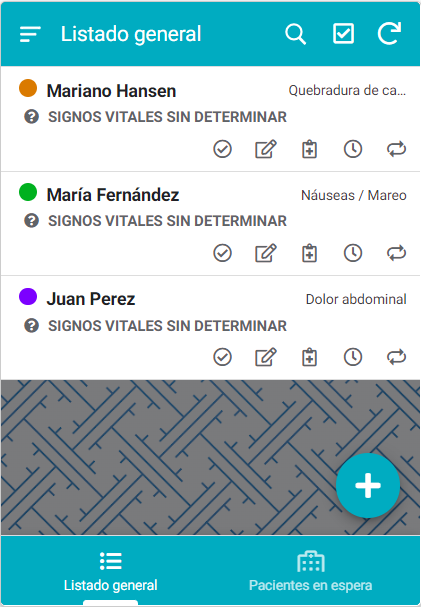 Listado general
Mariano Hansen
Quebradura de ca...
SIGNOS VITALES SIN DETERMINAR
María Fernández
Náuseas / Mareo
SIGNOS VITALES SIN DETERMINAR
Juan Perez
Dolor abdominal
SIGNOS VITALES SIN DETERMINAR
Listado general
Pacientes en espera